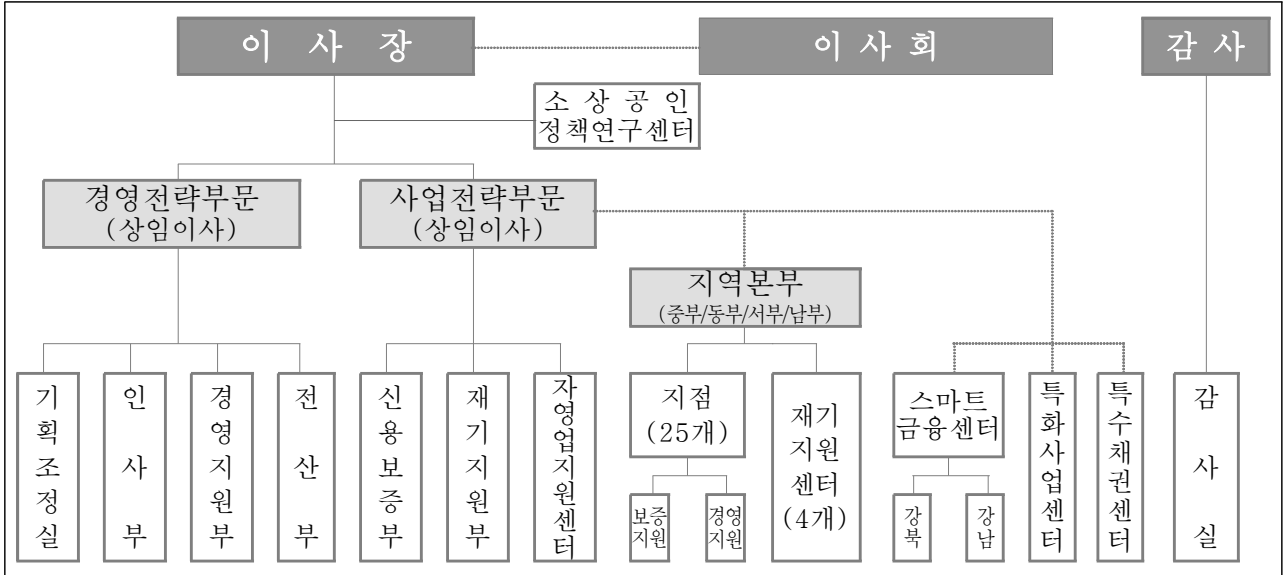 이 사 장
이 사 회
감 사
소 상 공 인
정책연구센터
경영전략부문
(상임이사)
사업전략부문
(상임이사)
지역본부
(중부/동부/서부/남부)
기획조정실
인사부
경영지원부
전산부
신용보증부
재기지원부
자영업지원센터
지점
(25개)
보증
지원
경영
지원
재기
지원
센터
(4개)
스마트
금융센터
강북
강남
특화사업센터
특수채권센터
감사실